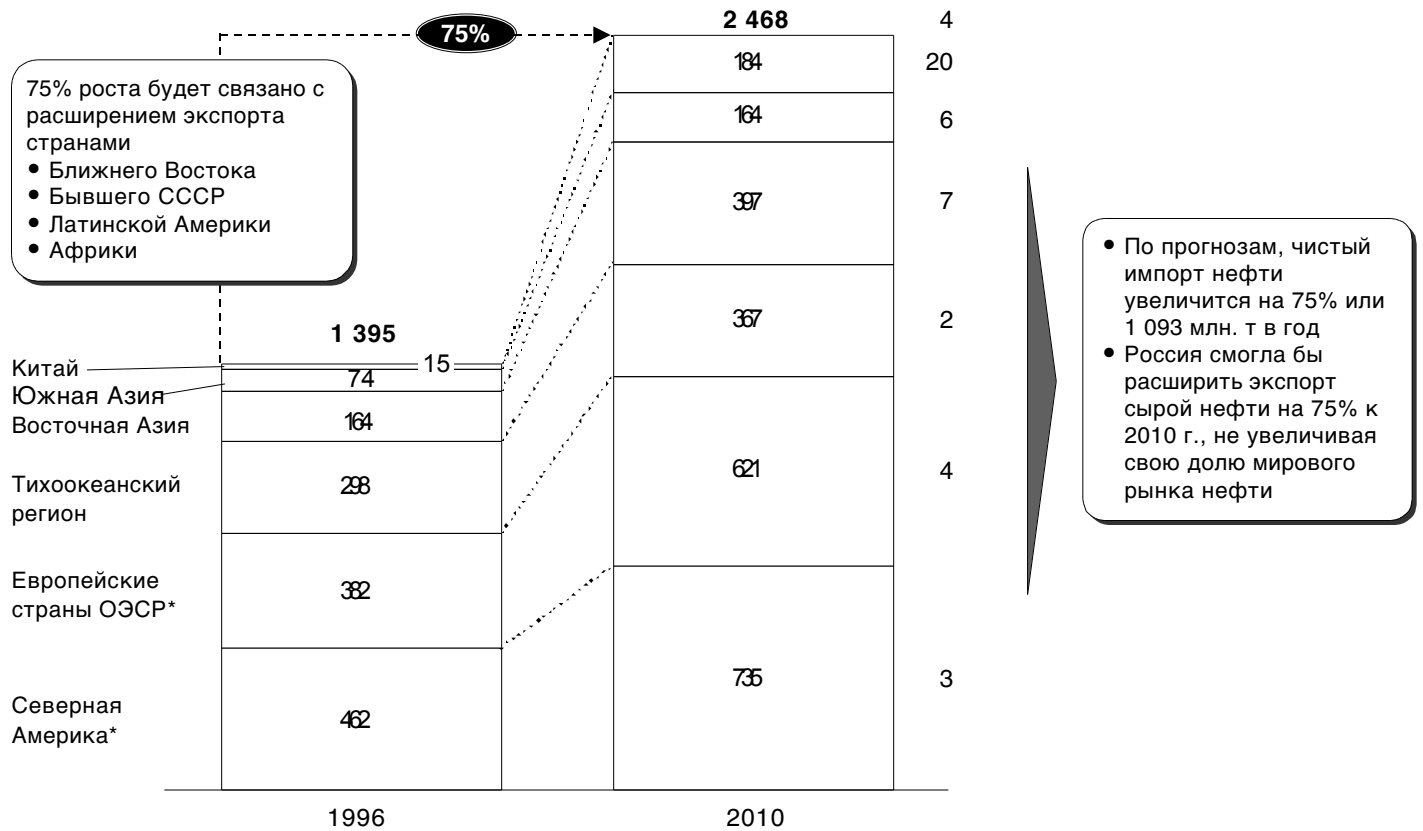 75%
2 468
4
75% роста будет связано с
расширением экспорта
странами
• Ближнего Востока
• Бывшего СССР
• Латинской Америки
• Африки
184
20
164
6
397
7
367
2
621
4
735
3
1 395
Китай
15
Южная Азия
74
Восточная Азия
164
Тихоокеанский
регион
298
Европейские
страны ОЭСР*
382
Северная
Америка*
462
1996
2010
• По прогнозам, чистый
импорт нефти
увеличится на 75% или
1 093 млн. т в год
• Россия смогла бы
расширить экспорт
сырой нефти на 75% к
2010 г., не увеличивая
свою долю мирового
рынка нефти